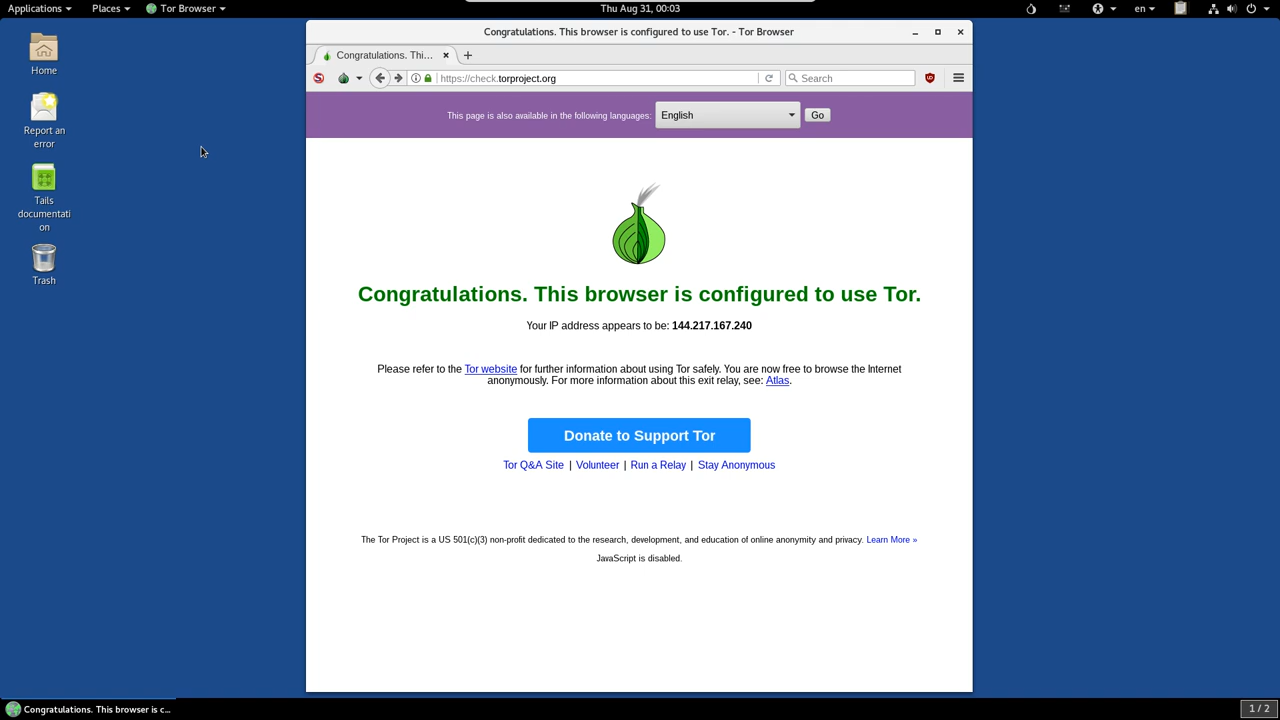 Applications Places Tor Browser Thu Aug 31, 00:03 en
Home
Report an
error
Tails
documentati
on
Trash
Congratulations. This browser is configured to use Tor. - Tor Browser
Congratulations. Thi...
https://check.torproject.org Search
This page is also available in the following languages: English Go
Congratulations. This browser is configured to use Tor.
Your IP address appears to be: 144.217.167.240
Please refer to the Tor website for further information about using Tor safely. You are now free to browse the Internet
anonymously. For more information about this exit relay, see: Atlas.
Donate to Support Tor
Tor Q&A Site | Volunteer | Run a Relay | Stay Anonymous
The Tor Project is a US 501(c)(3) non-profit dedicated to the research, development, and education of online anonymity and privacy. Learn More »
JavaScript is disabled.
Congratulations. This browser is c... 1 / 2